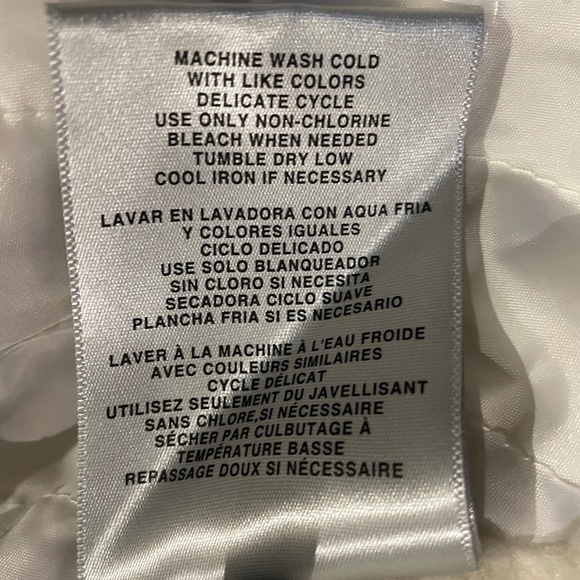 MACHINE WASH COLD
WITH LIKE COLORS
DELICATE CYCLE
USE ONLY NON-CHLORINE
BLEACH WHEN NEEDED
TUMBLE DRY LOW
COOL IRON IF NECESSARY
LAVAR EN LAVADORA CON AQUA FRIA
Y COLORES IGUALES
CICLO DELICADO
USE SOLO BLANQUEADOR
SIN CLORO SI NECESITA
SECADORA CICLO SUAVE
PLANCHA FRIA SI ES NECESARIO
LAVER À LA MACHINE À L'EAU FROIDE
AVEC COULEURS SIMILAIRES
CYCLE DÉLICAT
UTILISEZ SEULEMENT DU JAVELLISANT
SANS CHLORE,SI NÉCESSAIRE
SÉCHER PAR CULBUTAGE À
TEMPÉRATURE BASSE
REPASSAGE DOUX SI NÉCESSAIRE